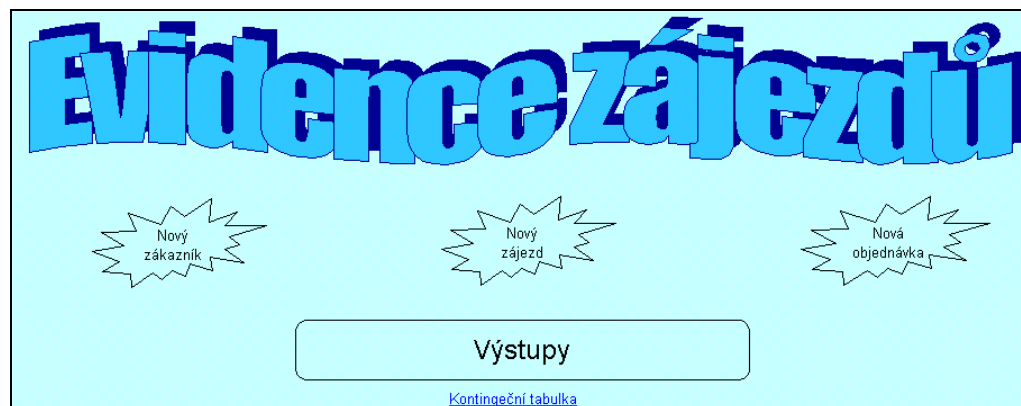 Evidence zájezdů
Nový
zákazník
Nový
zájezd
Nová
objednávka
Výstupy
Kontingeční tabulka